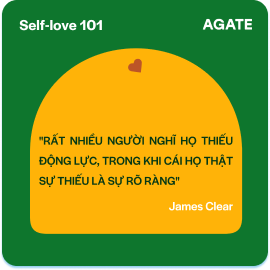 Self-love 101
AGATE
"RẤT NHIỀU NGƯỜI NGHĨ HỌ THIẾU
ĐỘNG LỰC, TRONG KHI CÁI HỌ THẬT
SỰ THIẾU LÀ SỰ RÕ RÀNG"
James Clear